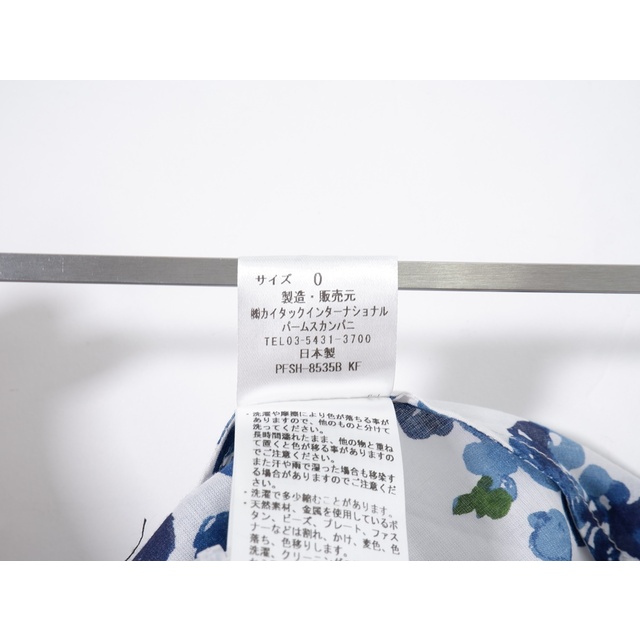 サイズ 0
製造・販売元
㈱カイタックインターナショナル
バームスカンパニ
TEL03-5431-3700
日本製
PFSH-8535B KF
・洗濯や摩擦により色が落ちる事が
ありますので、他のものと分けて
洗ってください。
長時間濡れたまま、他の物と重ね
て置くと色が移る事がありますの
でご注意ください。
また汗や雨で湿った場合も移染す
る事がありますのでご注意くださ
い。
・洗濯で多少縮むことがあります。
・天然素材、金属を使用しているボ
タン、ビーズ、プレート、ファス
ナーなどは割れ、かけ、素色、色
落ち、色移りします。
洗濯、クリーニング